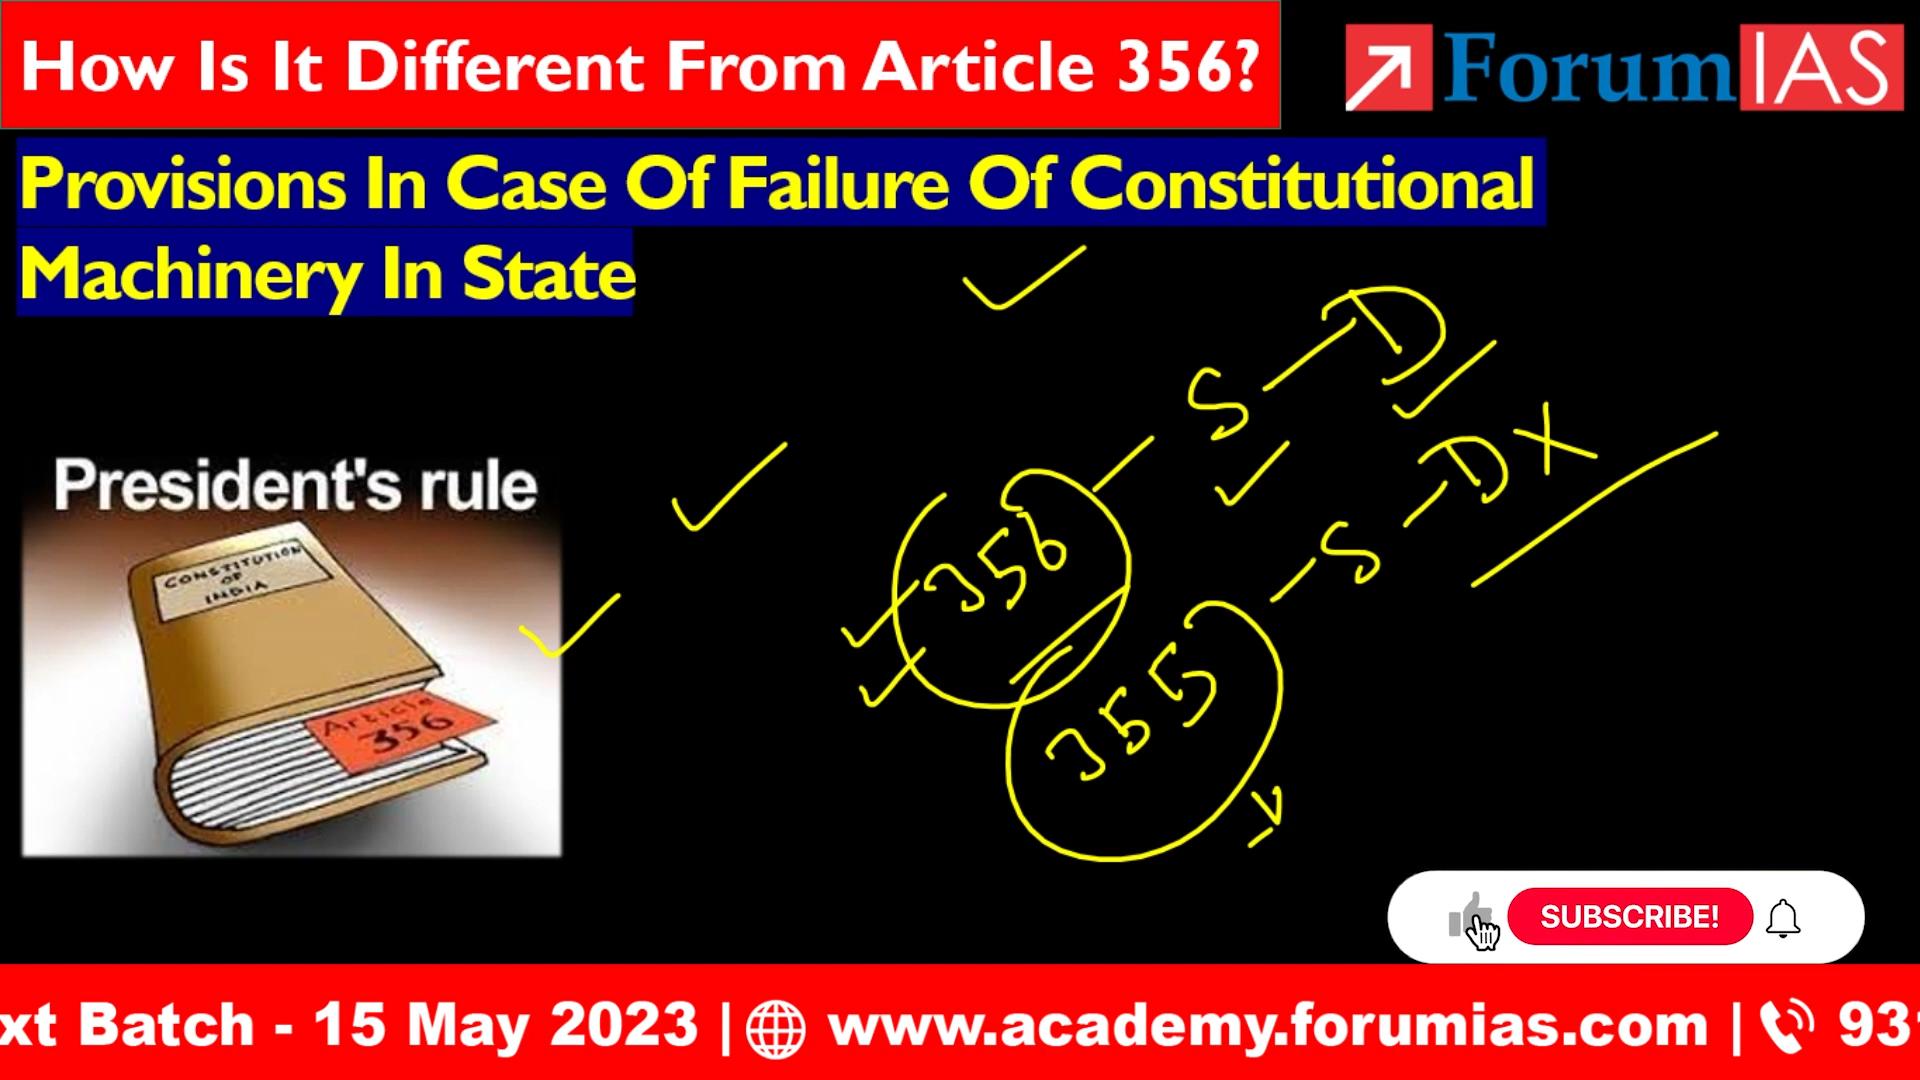 How Is It Different From Article 356?
ForumIAS
Provisions In Case Of Failure Of Constitutional
Machinery In State
President's rule
CONSTITUTION
OF
INDIA
Article
356
356 - S - D
355 - S - D X
SUBSCRIBE!
xt Batch - 15 May 2023 | www.academy.forumias.com | 93